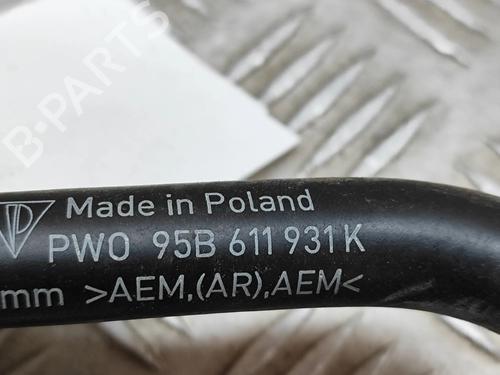 B-PARTS
Made in Poland
PWO 95B 611 931 K
mm >AEM,(AR),AEM<